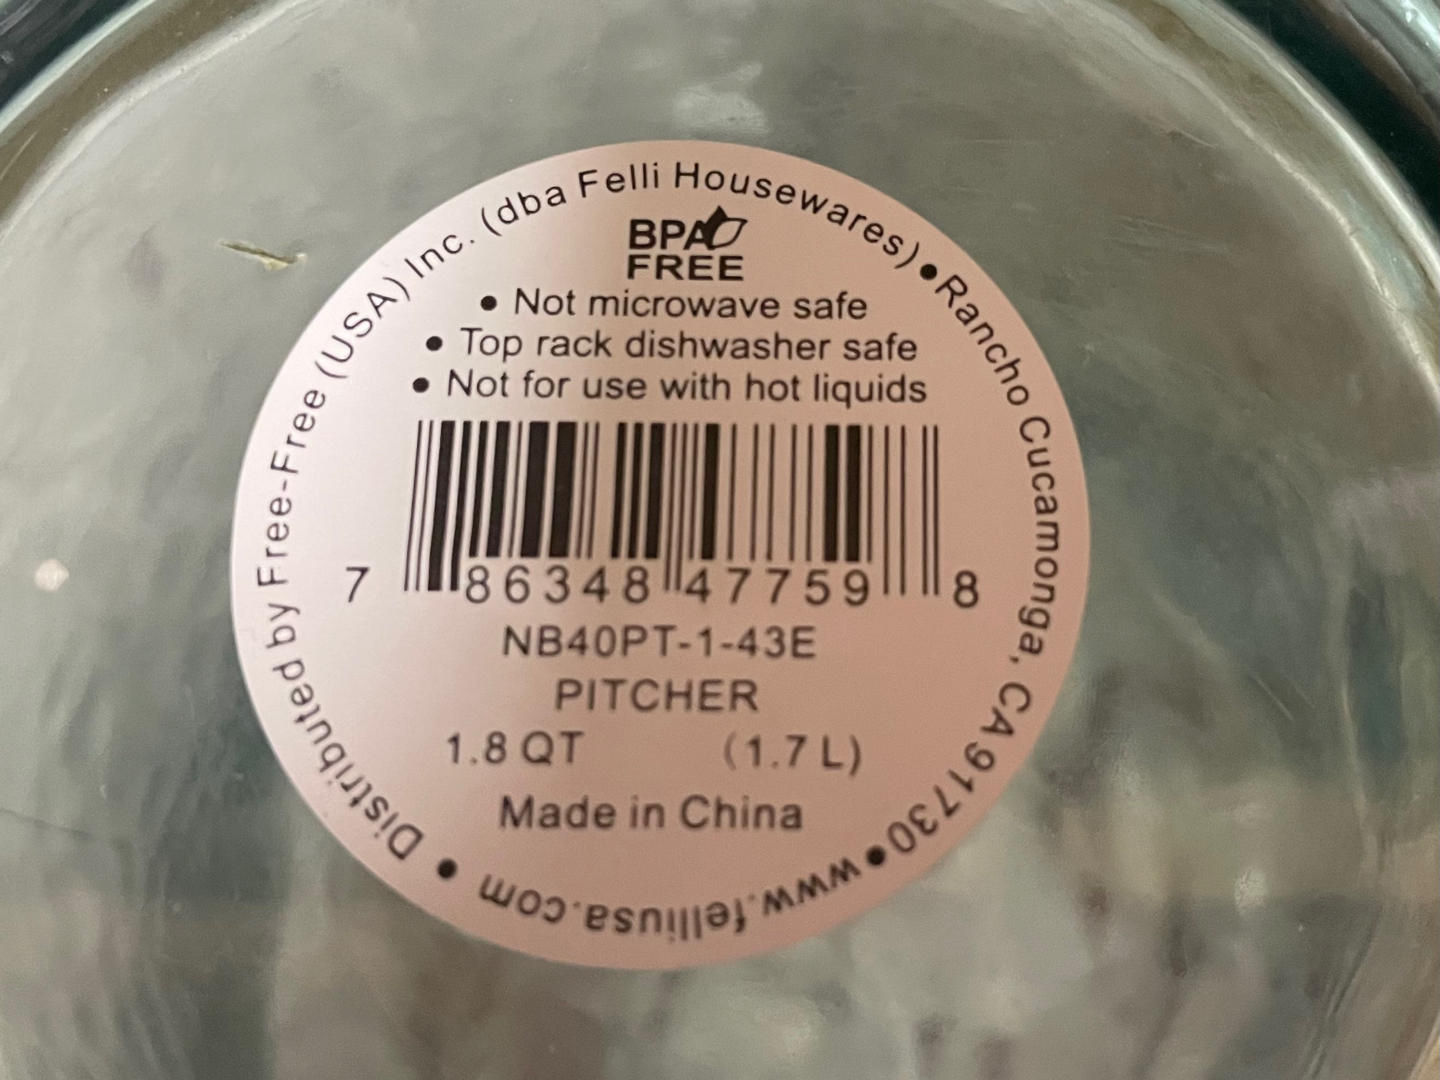 Distributed by Free-Free (USA) Inc. (dba Felli Housewares) ● Rancho Cucamonga, CA 91730 ● www.felliusa.com ●
BPA
FREE
● Not microwave safe
● Top rack dishwasher safe
● Not for use with hot liquids
7 86348 47759 8
NB40PT-1-43E
PITCHER
1.8 QT (1.7 L)
Made in China